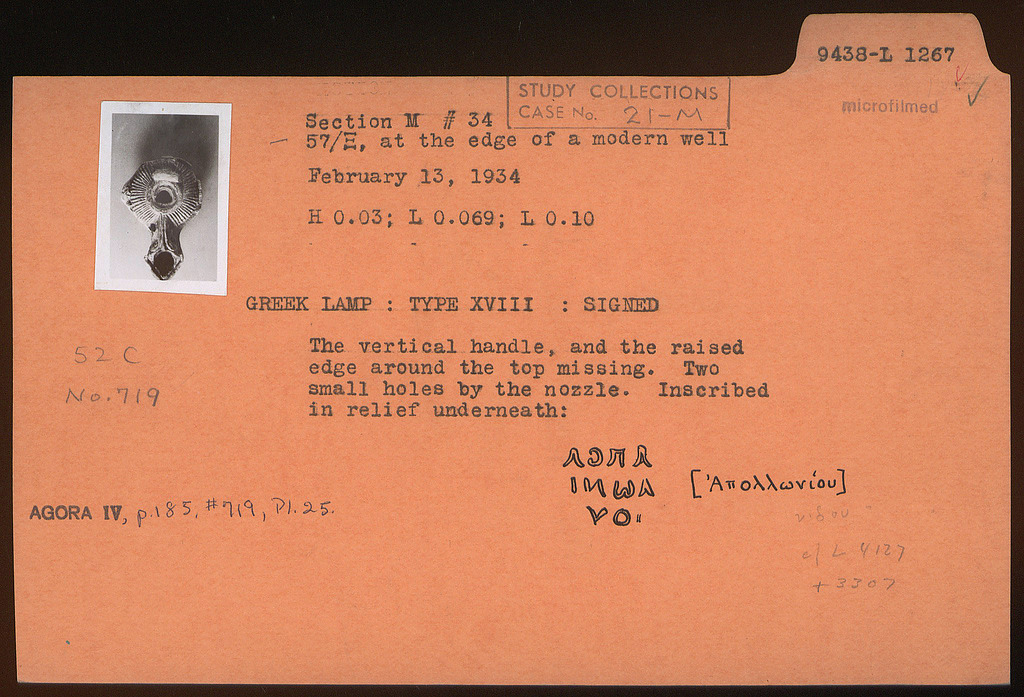 9438-L 1267
microfilmed
STUDY COLLECTIONS
CASE No. 21-M
Section M # 34
57/Ξ, at the edge of a modern well
February 13, 1934
H 0.03; L 0.069; L 0.10
GREEK LAMP : TYPE XVIII : SIGNED
The vertical handle, and the raised
edge around the top missing. Two
small holes by the nozzle. Inscribed
in relief underneath:
52 C
No. 719
[Ἀπολλωνίου]
AGORA IV, p.185, #719, Pl.25.
cf L 4127
+ 3307